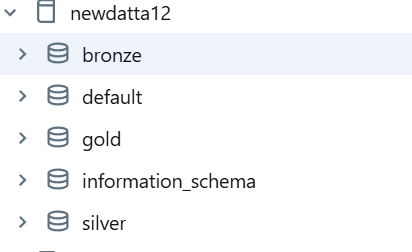 newdatta12
bronze
default
gold
information_schema
silver